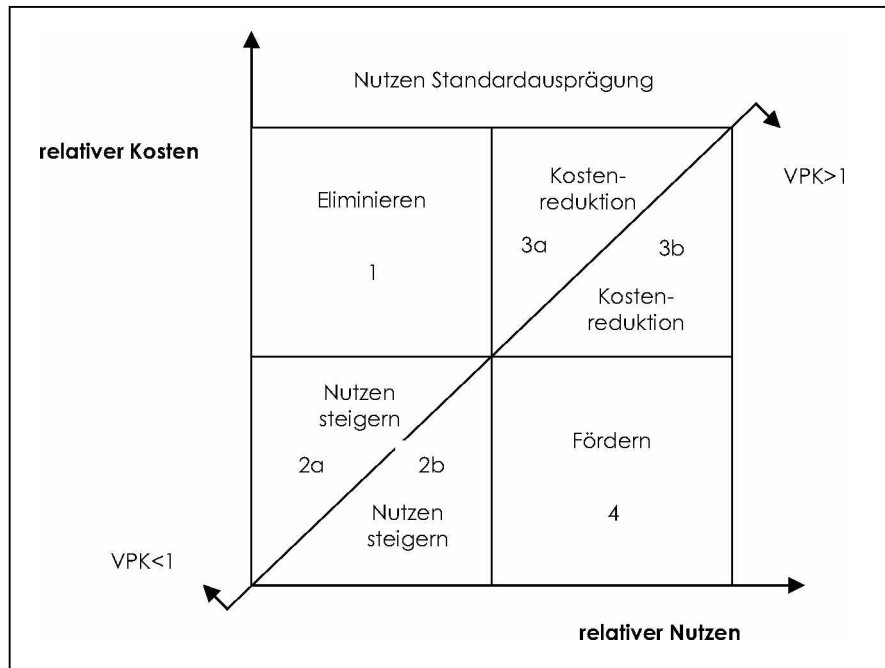 Nutzen Standardausprägung
relativer Kosten
VPK>1
Eliminieren
1
Kosten-
reduktion
3a
3b
Kosten-
reduktion
Nutzen
steigern
2a
2b
Nutzen
steigern
Fördern
4
VPK<1
relativer Nutzen